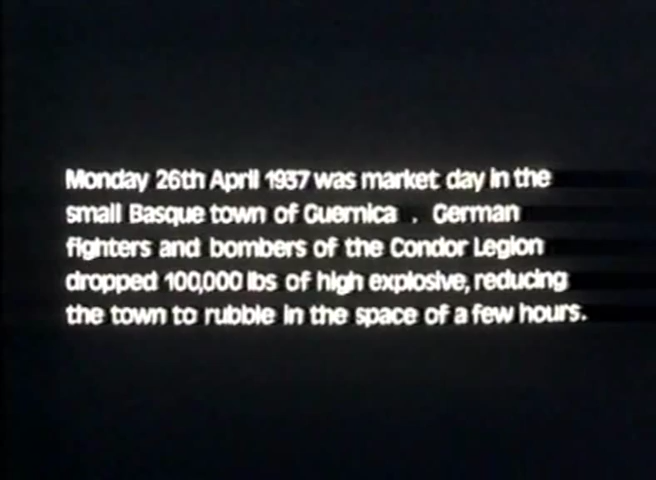 Monday 26th April 1937 was market day in the
small Basque town of Guernica . German
fighters and bombers of the Condor Legion
dropped 100,000 lbs of high explosive, reducing
the town to rubble in the space of a few hours.